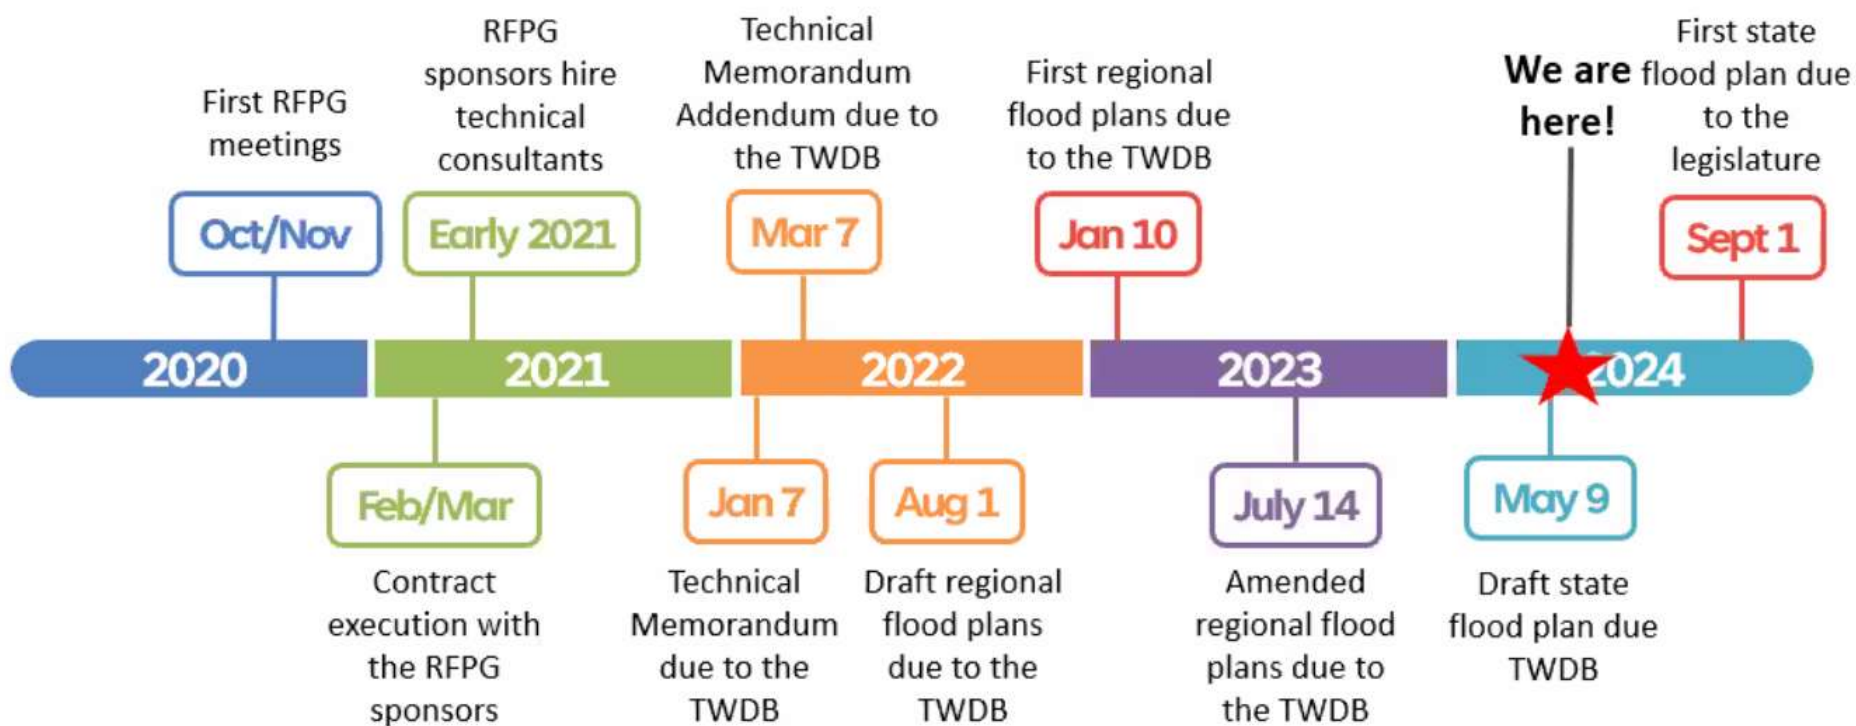 First RFPG
meetings
Oct/Nov
RFPG
sponsors hire
technical
consultants
Early 2021
Technical
Memorandum
Addendum due to
the TWDB
Mar 7
First regional
flood plans due
to the TWDB
Jan 10
We are
here!
First state
flood plan due
to the
legislature
Sept 1
2020
2021
2022
2023
2024
Feb/Mar
Contract
execution with
the RFPG
sponsors
Jan 7
Technical
Memorandum
due to the
TWDB
Aug 1
Draft regional
flood plans
due to the
TWDB
July 14
Amended
regional flood
plans due to
the TWDB
May 9
Draft state
flood plan due
TWDB